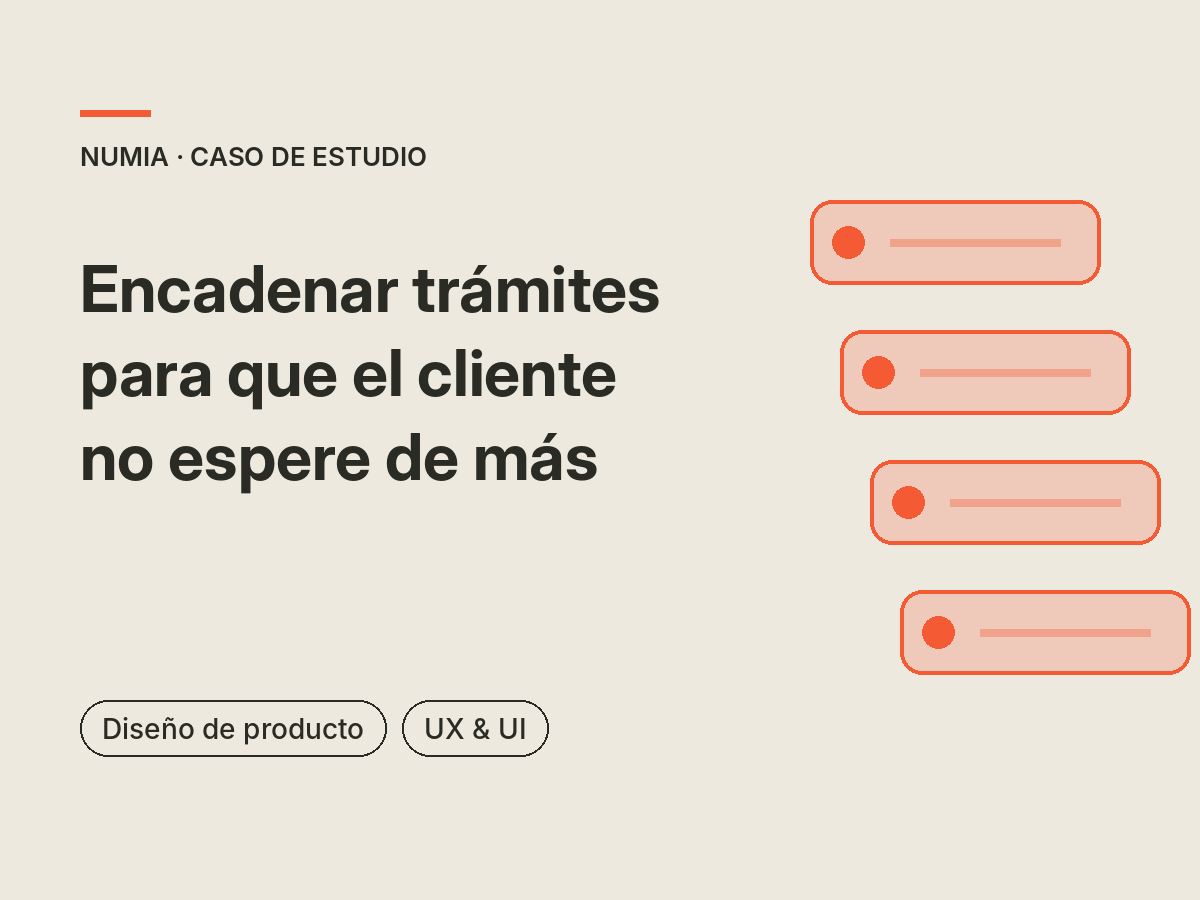 NUMIA · CASO DE ESTUDIO
Encadenar trámites
para que el cliente
no espere de más
Diseño de producto
UX & UI